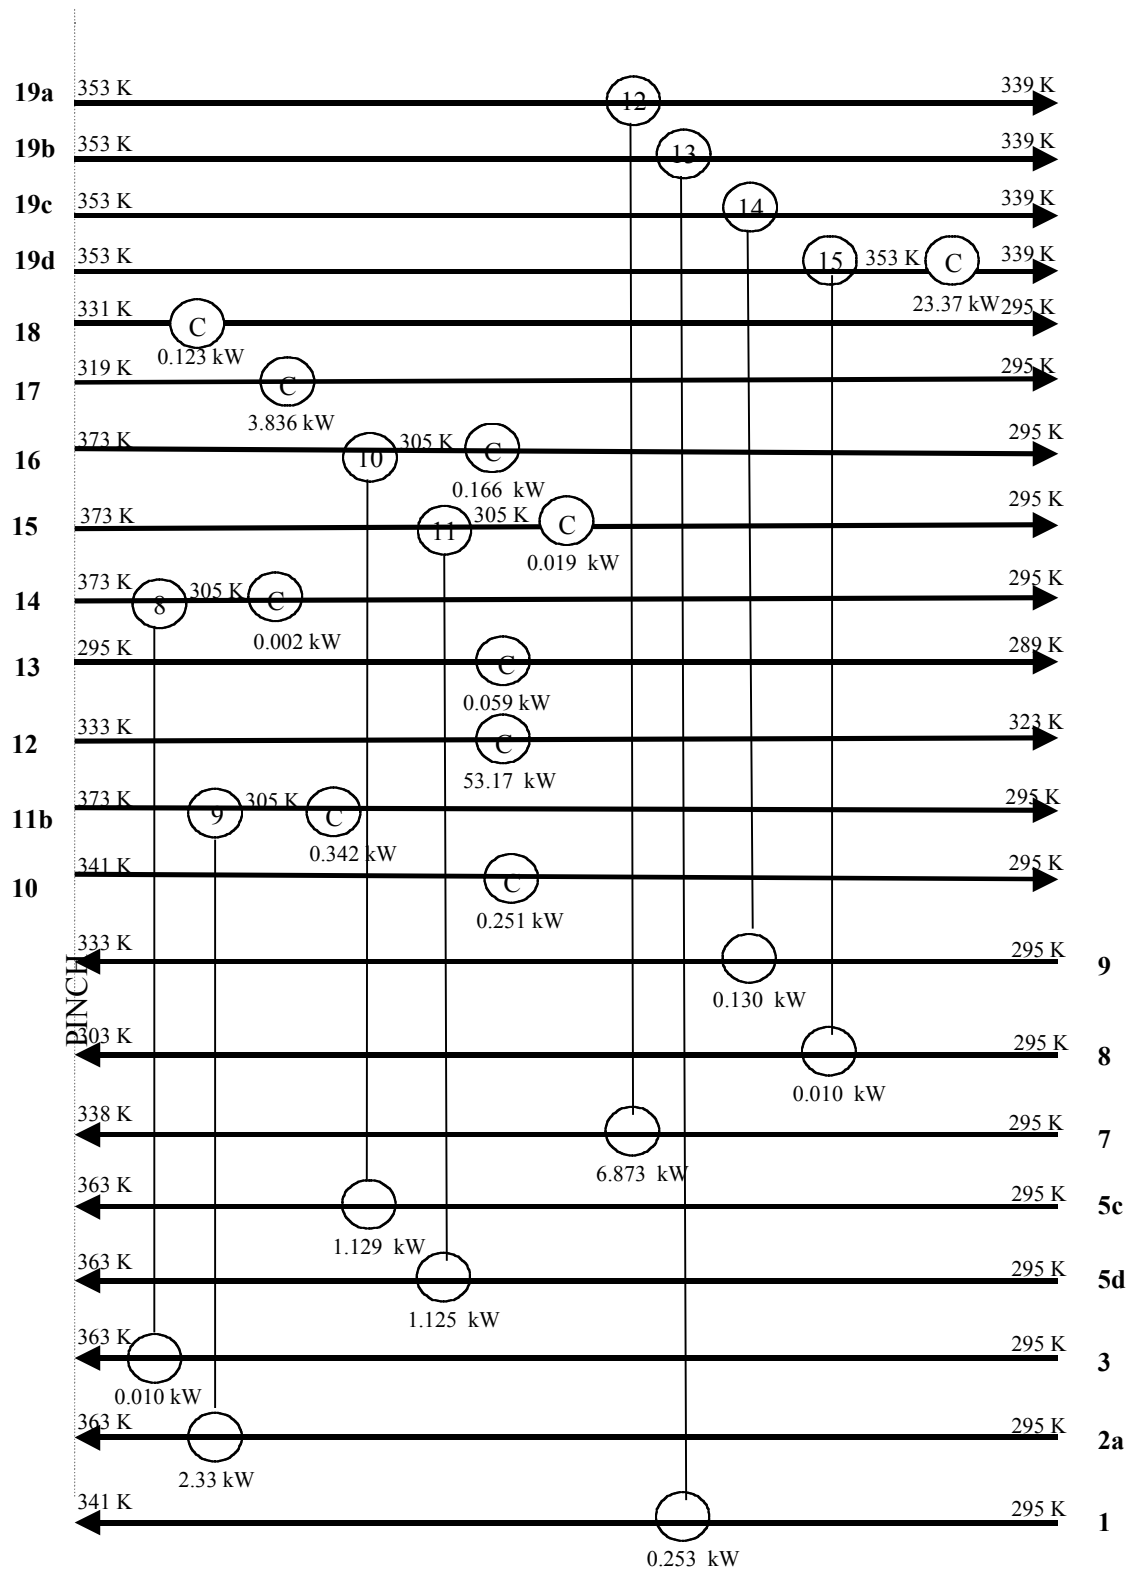 19a 353 K 12 339 K
19b 353 K 13 339 K
19c 353 K 14 339 K
19d 353 K 15 353 K C 339 K
23.37 kW
18 331 K C 295 K
0.123 kW
17 319 K C 295 K
3.836 kW
16 373 K 10 305 K C 295 K
0.166 kW
15 373 K 11 305 K C 295 K
0.019 kW
14 373 K 8 305 K C 295 K
0.002 kW
13 295 K C 289 K
0.059 kW
12 333 K C 323 K
53.17 kW
11b 373 K 9 305 K C 295 K
0.342 kW
10 341 K C 295 K
0.251 kW
PINCH
333 K 295 K 9
0.130 kW
303 K 295 K 8
0.010 kW
338 K 295 K 7
6.873 kW
363 K 295 K 5c
1.129 kW
363 K 295 K 5d
1.125 kW
363 K 295 K 3
0.010 kW
363 K 295 K 2a
2.33 kW
341 K 295 K 1
0.253 kW